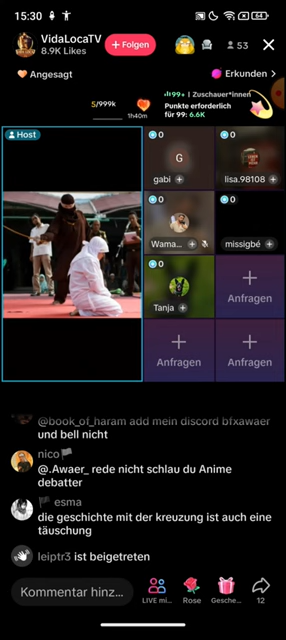 15:30
64
VidaLocaTV
8.9K Likes
+ Folgen
53
Angesagt
Erkunden >
5/999k
1h40m
99+ | Zuschauer*innen
Punkte erforderlich
für 99: 6.6K
Host
0
G
gabi
0
lisa.98108
0
Wama...
0
missigbé
0
Tanja
Anfragen
Anfragen
Anfragen
@book_of_haram add mein discord bfxawaer
und bell nicht
nico
@.Awaer_ rede nicht schlau du Anime
debatter
esma
die geschichte mit der kreuzung ist auch eine
täuschung
leiptr3 ist beigetreten
Kommentar hinz...
LIVE mi...
Rose
Gesche...
12